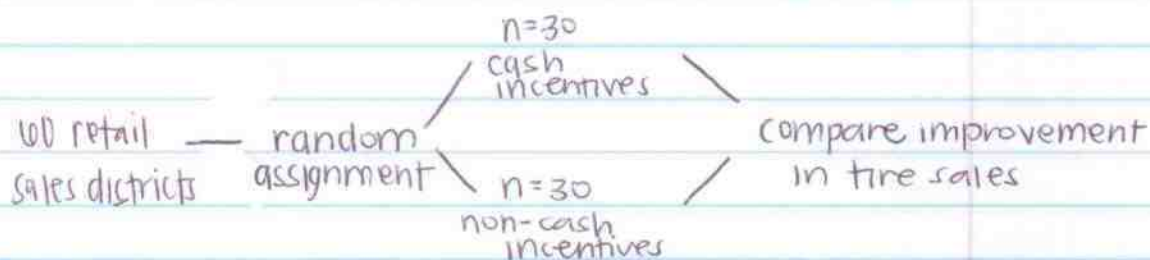 n=30
cash
incentives
60 retail — random
sales districts assignment
compare improvement
in tire sales
n=30
non-cash
incentives